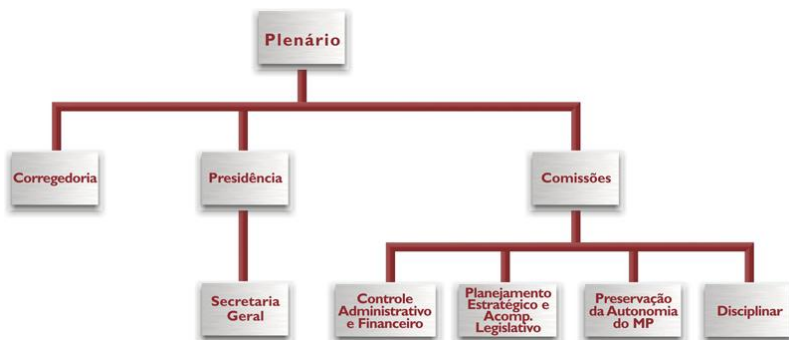 Plenário
Corregedoria
Presidência
Comissões
Secretaria
Geral
Controle
Administrativo
e Financeiro
Planejamento
Estratégico e
Acomp.
Legislativo
Preservação
da Autonomia
do MP
Disciplinar